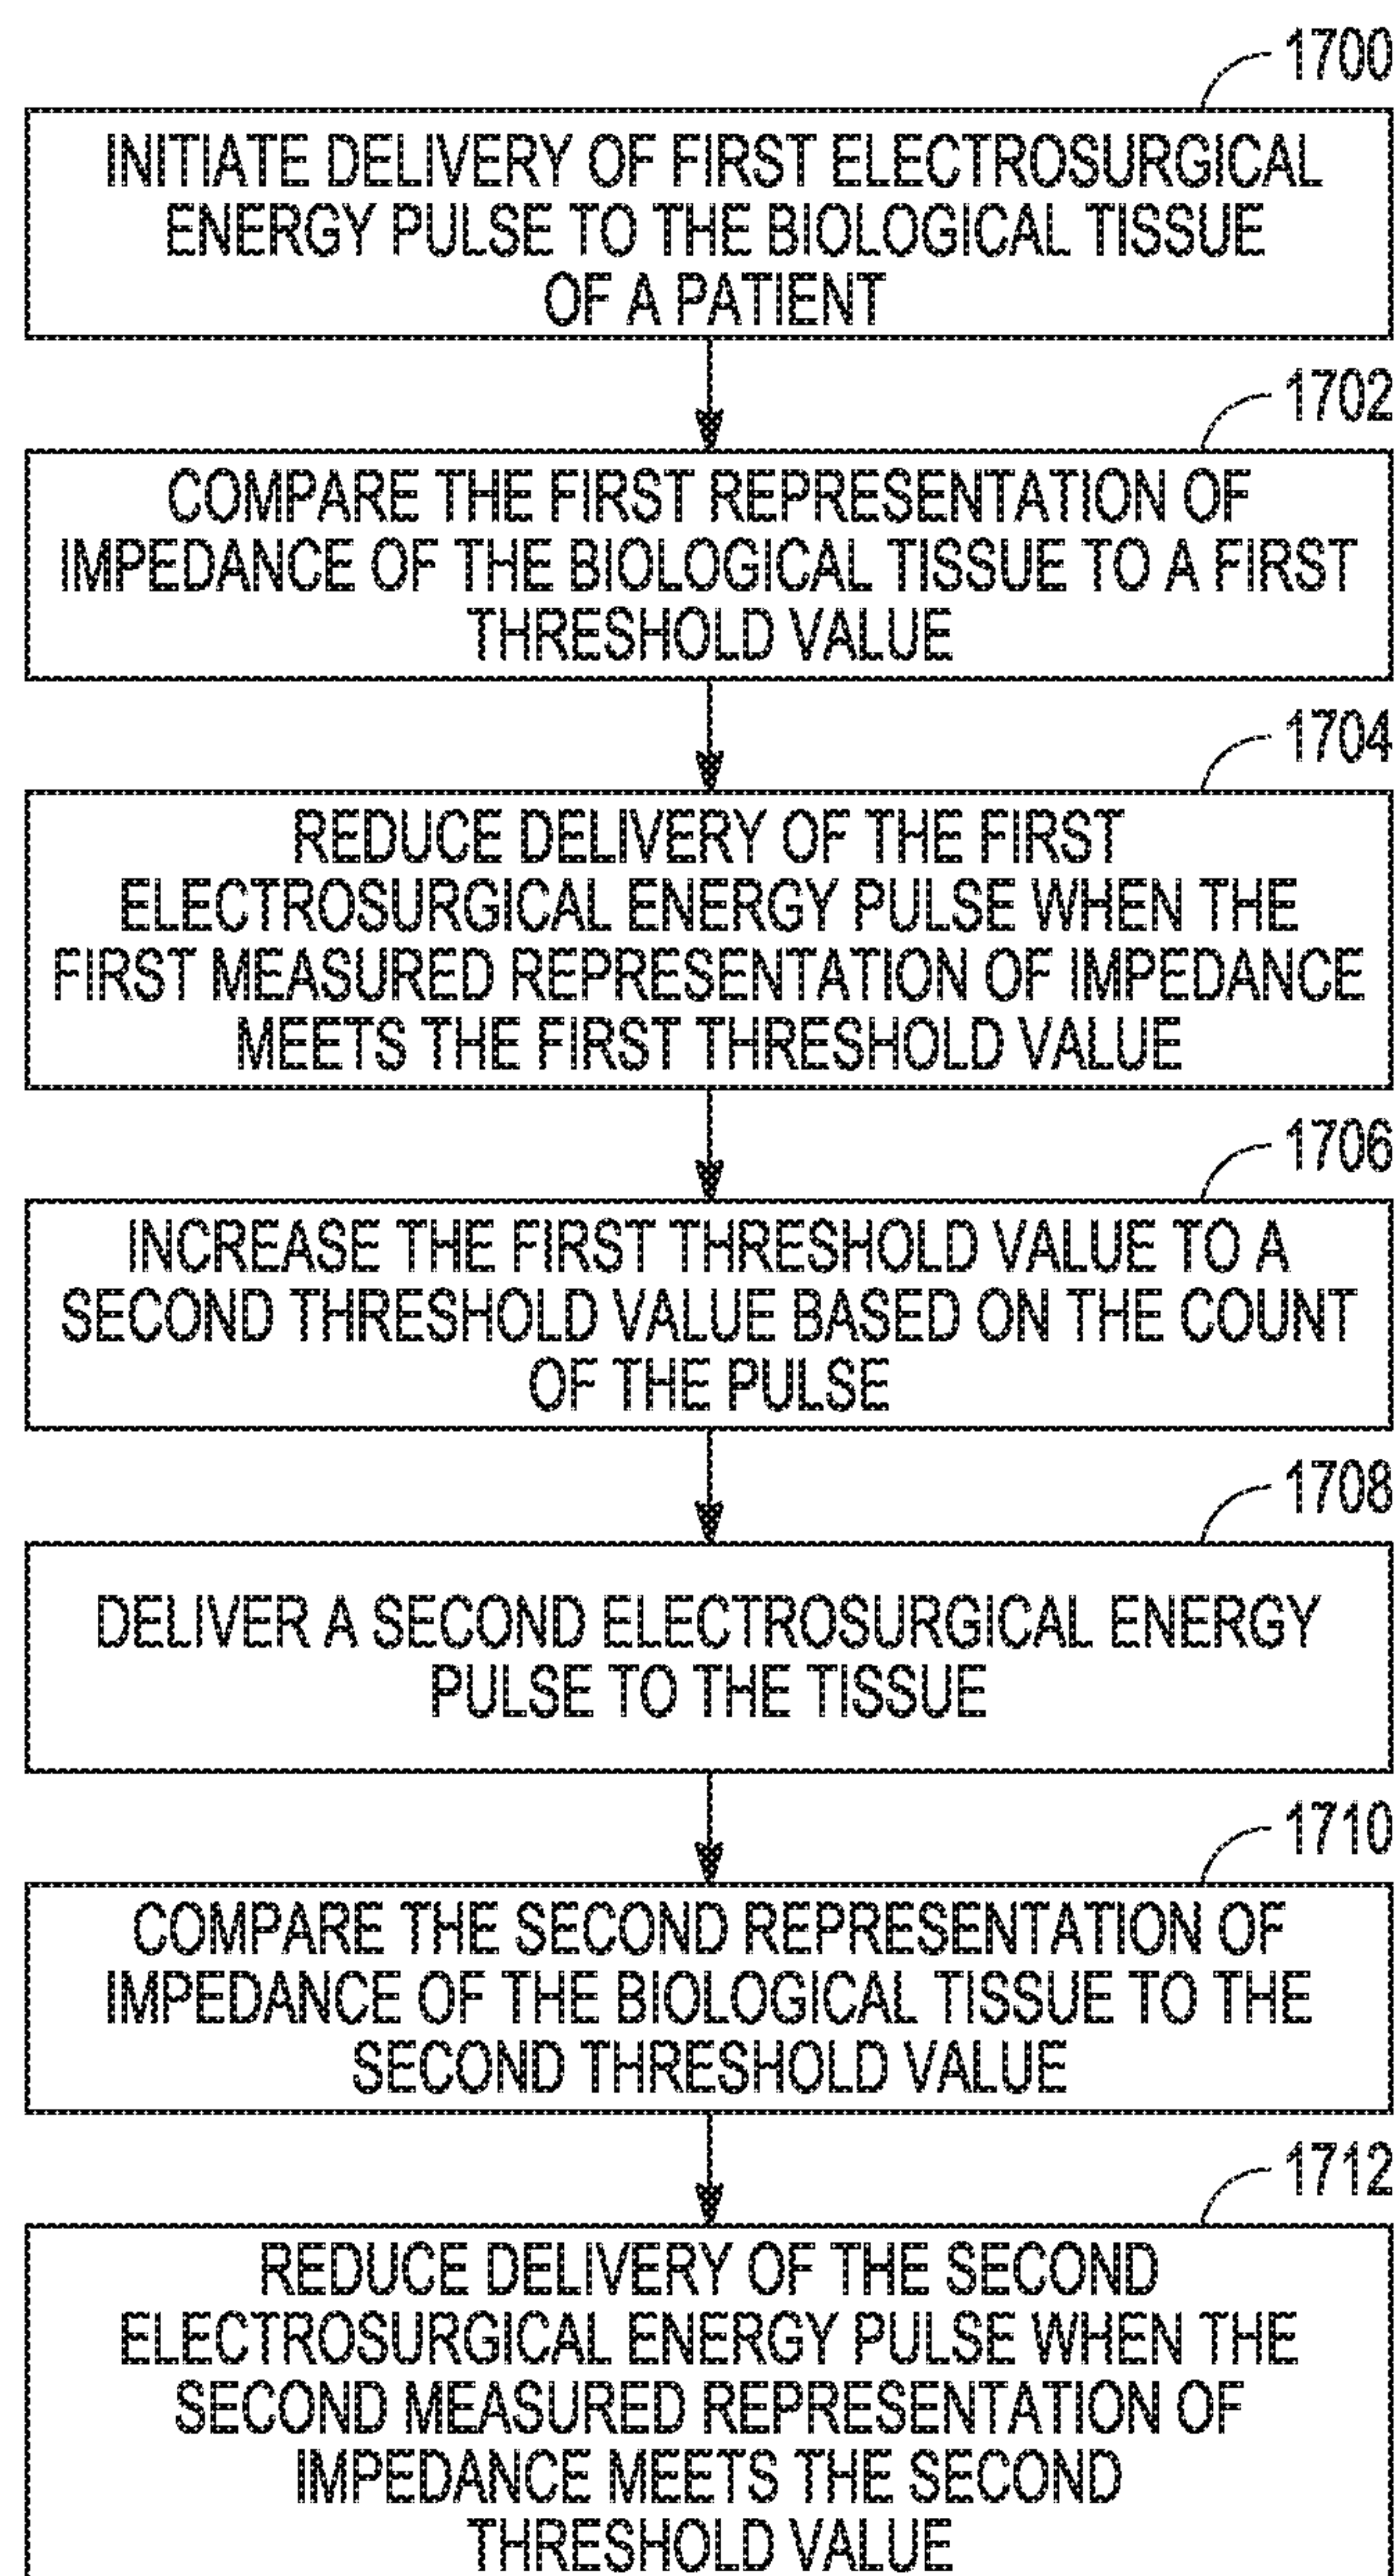 1700
INITIATE DELIVERY OF FIRST ELECTROSURGICAL
ENERGY PULSE TO THE BIOLOGICAL TISSUE
OF A PATIENT
1702
COMPARE THE FIRST REPRESENTATION OF
IMPEDANCE OF THE BIOLOGICAL TISSUE TO A FIRST
THRESHOLD VALUE
1704
REDUCE DELIVERY OF THE FIRST
ELECTROSURGICAL ENERGY PULSE WHEN THE
FIRST MEASURED REPRESENTATION OF IMPEDANCE
MEETS THE FIRST THRESHOLD VALUE
1706
INCREASE THE FIRST THRESHOLD VALUE TO A
SECOND THRESHOLD VALUE BASED ON THE COUNT
OF THE PULSE
1708
DELIVER A SECOND ELECTROSURGICAL ENERGY
PULSE TO THE TISSUE
1710
COMPARE THE SECOND REPRESENTATION OF
IMPEDANCE OF THE BIOLOGICAL TISSUE TO THE
SECOND THRESHOLD VALUE
1712
REDUCE DELIVERY OF THE SECOND
ELECTROSURGICAL ENERGY PULSE WHEN THE
SECOND MEASURED REPRESENTATION OF
IMPEDANCE MEETS THE SECOND
THRESHOLD VALUE